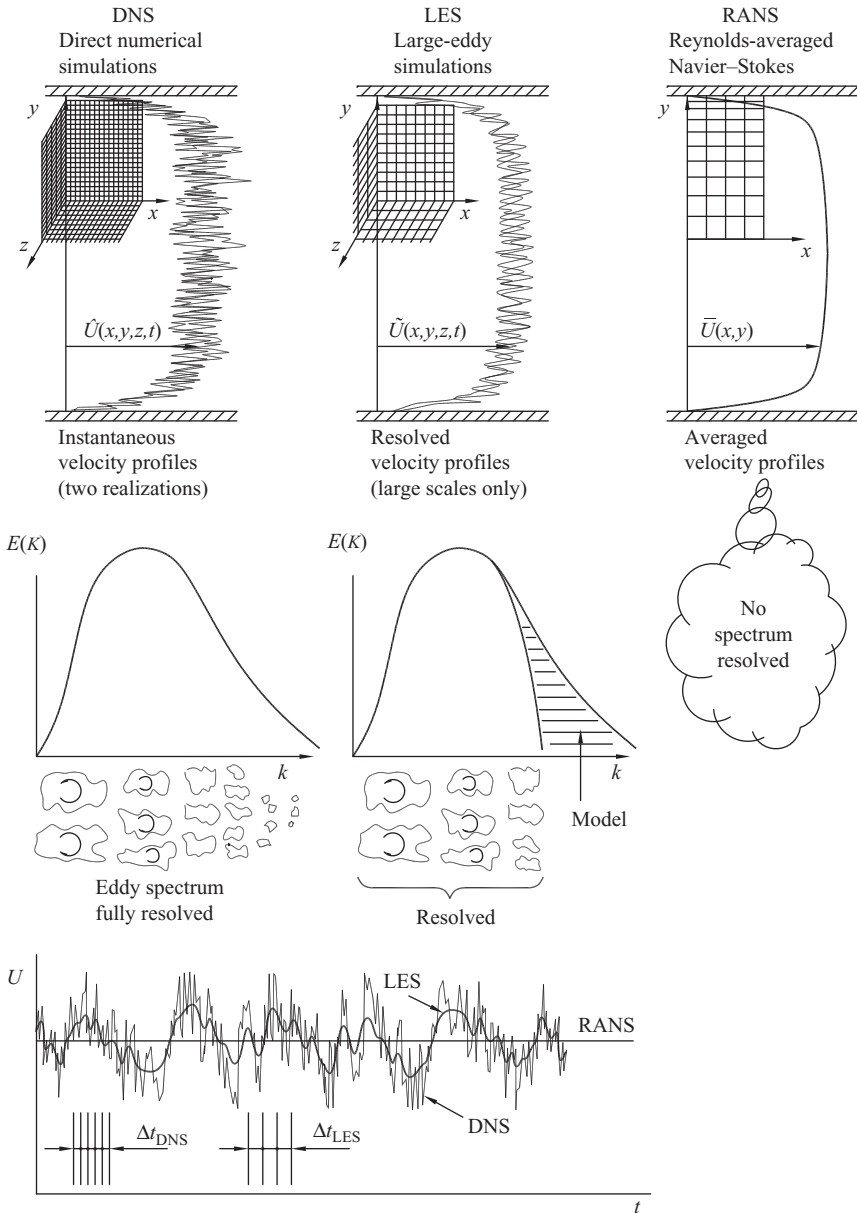 DNS
Direct numerical
simulations
LES
Large-eddy
simulations
RANS
Reynolds-averaged
Navier–Stokes
y
x
z
Û(x,y,z,t)
y
x
z
Ũ(x,y,z,t)
y
x
U̅(x,y)
Instantaneous
velocity profiles
(two realizations)
Resolved
velocity profiles
(large scales only)
Averaged
velocity profiles
E(K)
k
E(K)
k
No
spectrum
resolved
Model
Eddy spectrum
fully resolved
Resolved
U
LES
RANS
DNS
Δt_DNS
Δt_LES
t